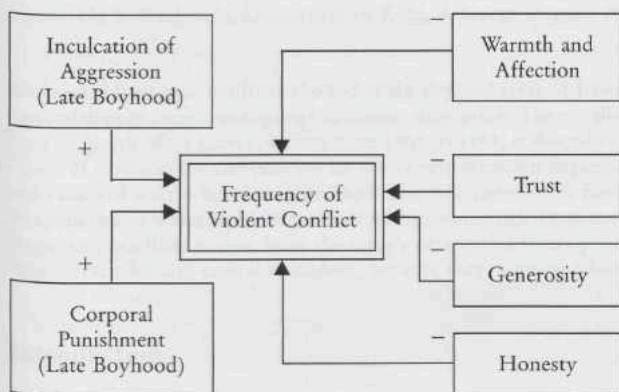 Inculcation of
Aggression
(Late Boyhood)
+
+
Corporal
Punishment
(Late Boyhood)
Frequency of
Violent Conflict
−
Warmth and
Affection
−
Trust
Generosity
−
Honesty